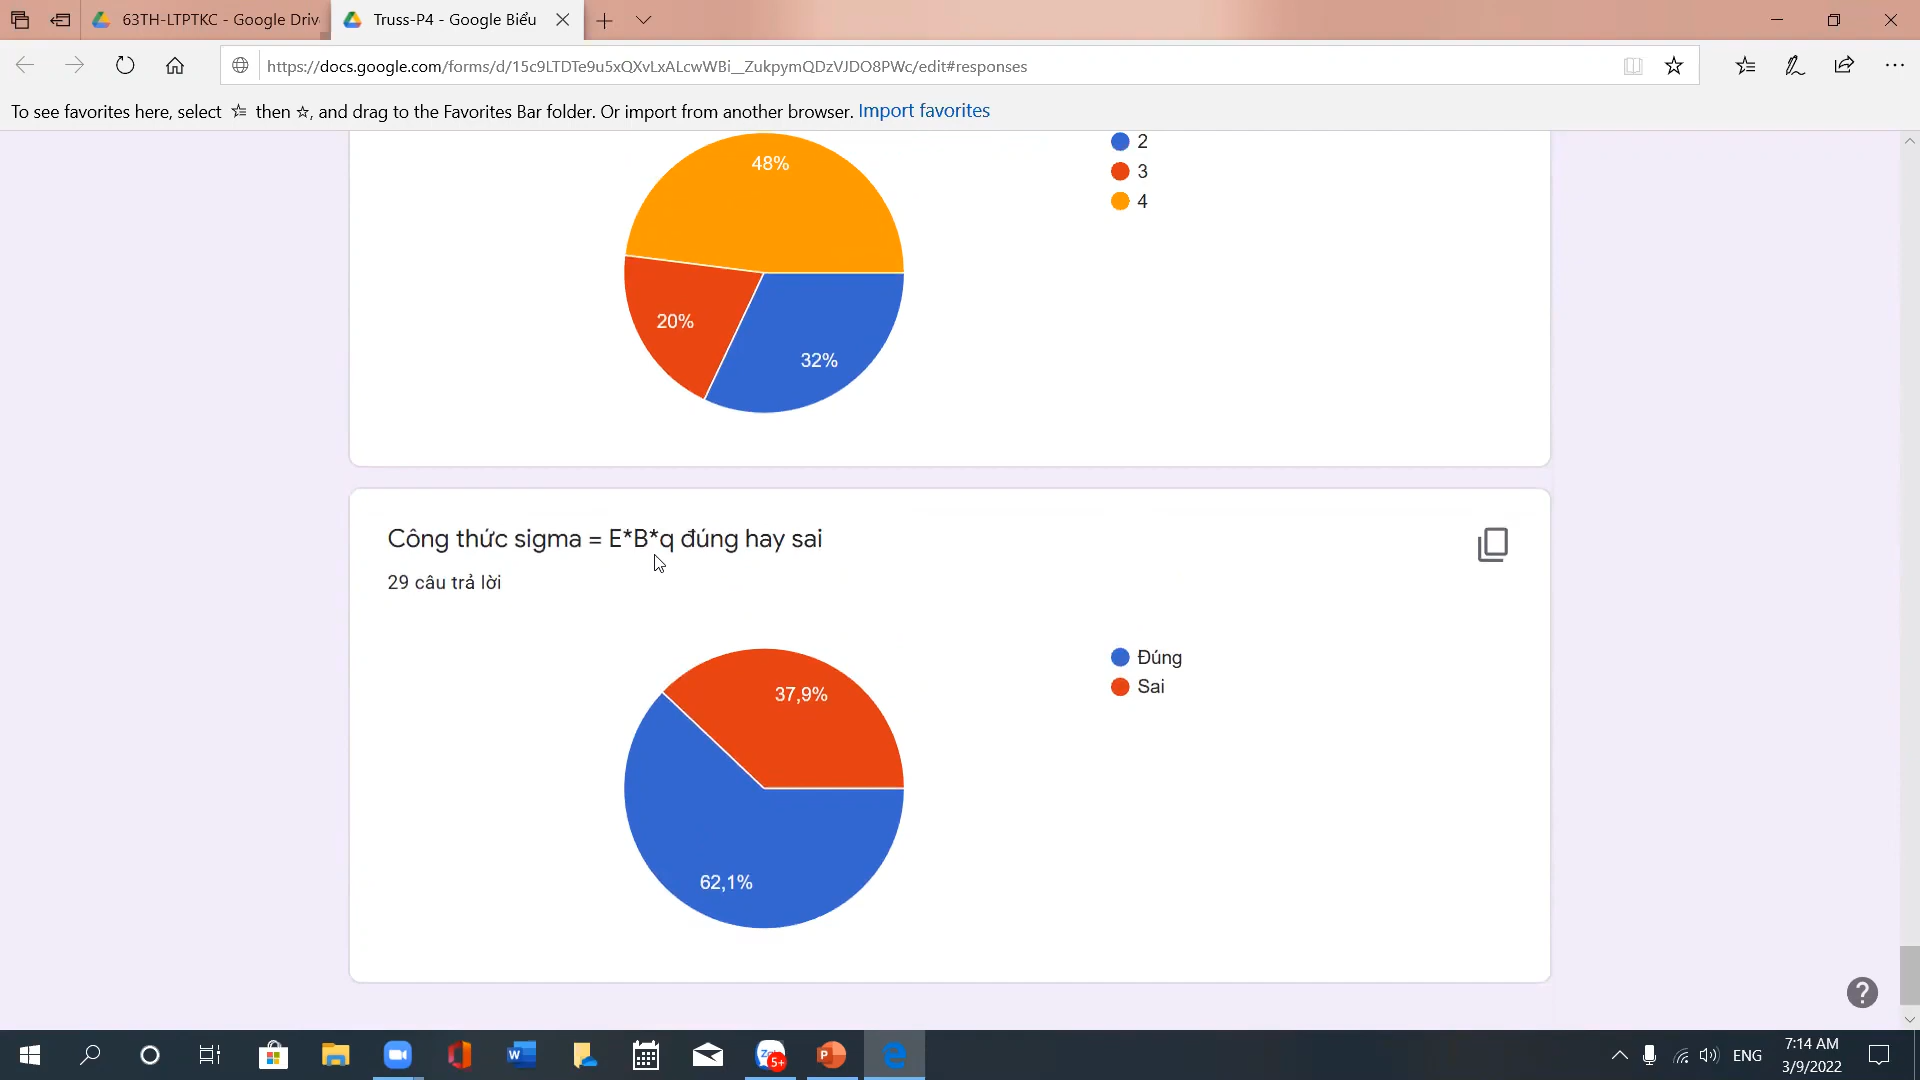 63TH-LTPTKC - Google Driv
Truss-P4 - Google Biểu
https://docs.google.com/forms/d/15c9LTDTe9u5xQXvLxALcwWBi__ZukpymQDzVJDO8PWc/edit#responses
To see favorites here, select then ☆, and drag to the Favorites Bar folder. Or import from another browser. Import favorites
48%
20%
32%
2
3
4
Công thức sigma = E*B*q đúng hay sai
29 câu trả lời
37,9%
62,1%
Đúng
Sai
ENG
7:14 AM
3/9/2022
5+